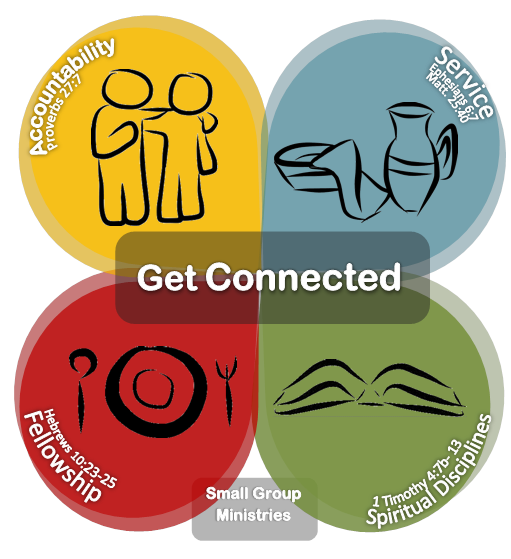 Accountability
Proverbs 27:7
Service
Ephesians 6:7
Matt. 25:40
Get Connected
Hebrews 10:23-25
Fellowship
1 Timothy 4:7b-13
Spiritual Disciplines
Small Group
Ministries